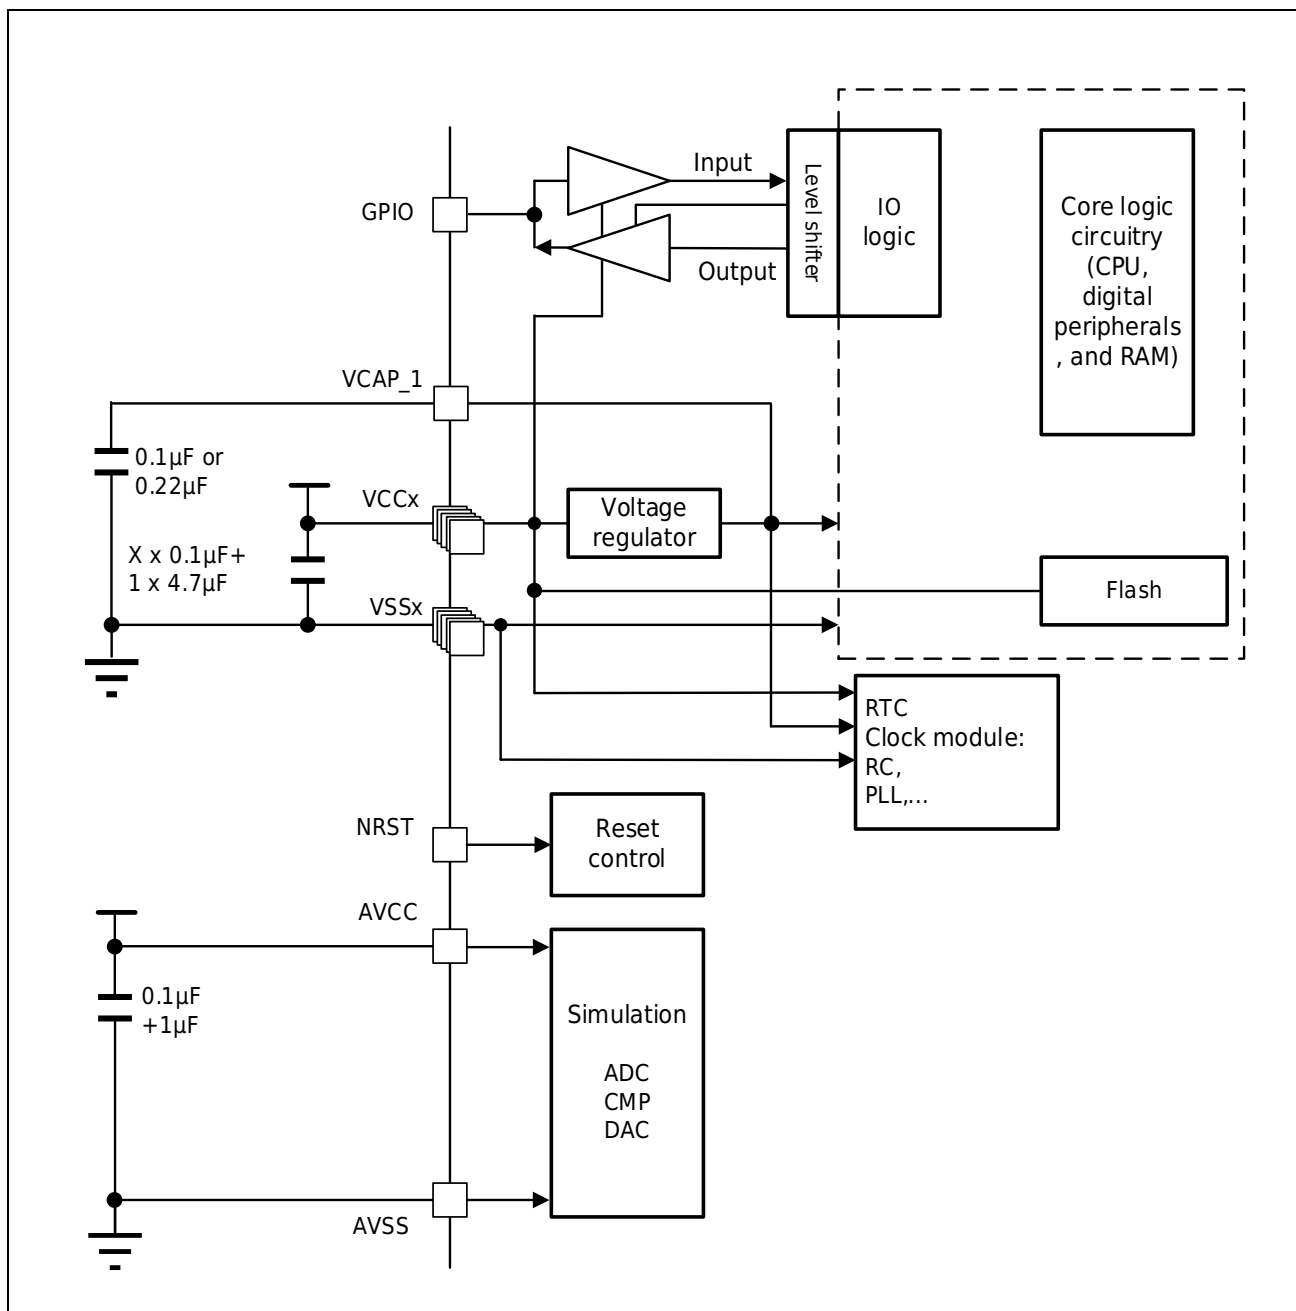 GPIO
Input
Output
Level shifter
IO
logic
Core logic
circuitry
(CPU,
digital
peripherals
, and RAM)
VCAP_1
0.1µF or
0.22µF
VCCx
Voltage
regulator
X x 0.1µF+
1 x 4.7µF
VSSx
Flash
RTC
Clock module:
RC,
PLL,...
NRST
Reset
control
AVCC
0.1µF
+1µF
Simulation
ADC
CMP
DAC
AVSS